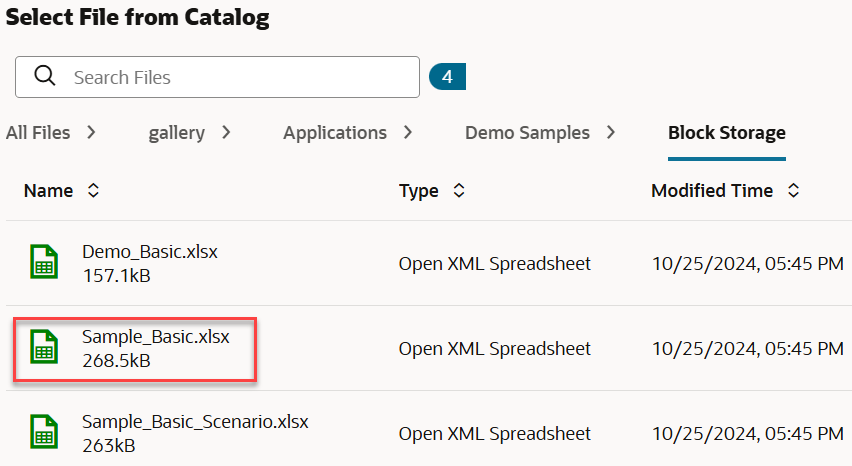 Select File from Catalog
Search Files 4
All Files gallery Applications Demo Samples Block Storage
Name Type Modified Time
Demo_Basic.xlsx
157.1kB
Open XML Spreadsheet 10/25/2024, 05:45 PM
Sample_Basic.xlsx
268.5kB
Open XML Spreadsheet 10/25/2024, 05:45 PM
Sample_Basic_Scenario.xlsx
263kB
Open XML Spreadsheet 10/25/2024, 05:45 PM